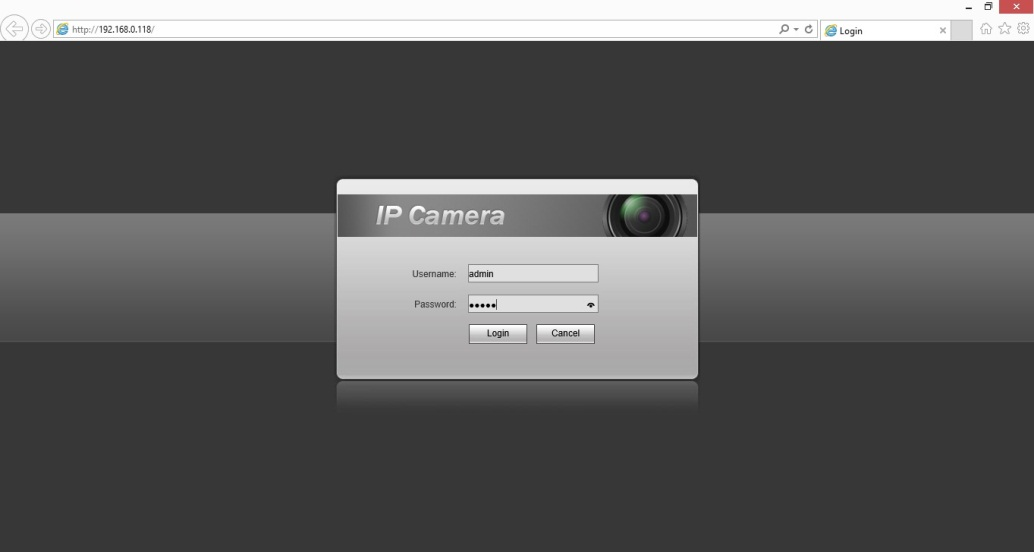 http://192.168.0.118/
Login
IP Camera
Username: admin
Password: •••••
Login Cancel